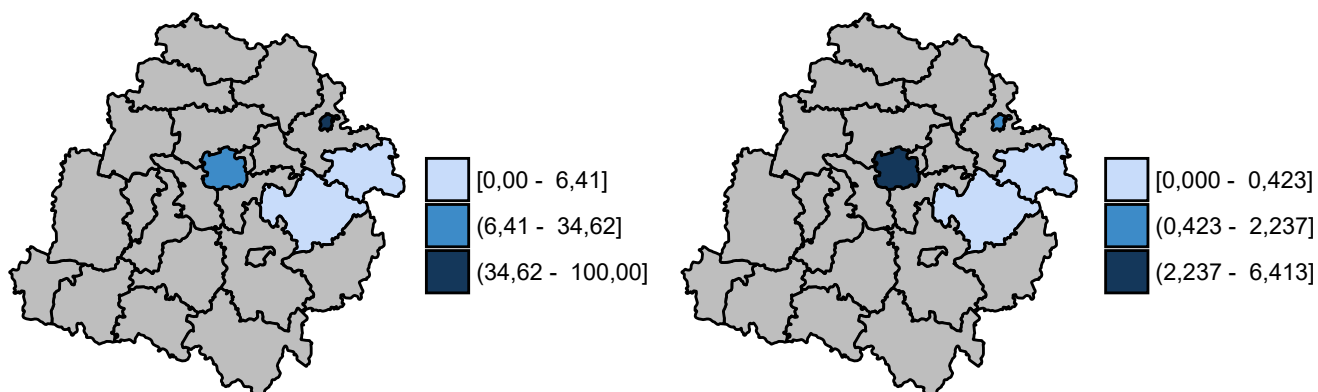 [0,00 - 6,41]
(6,41 - 34,62]
(34,62 - 100,00]
[0,000 - 0,423]
(0,423 - 2,237]
(2,237 - 6,413]